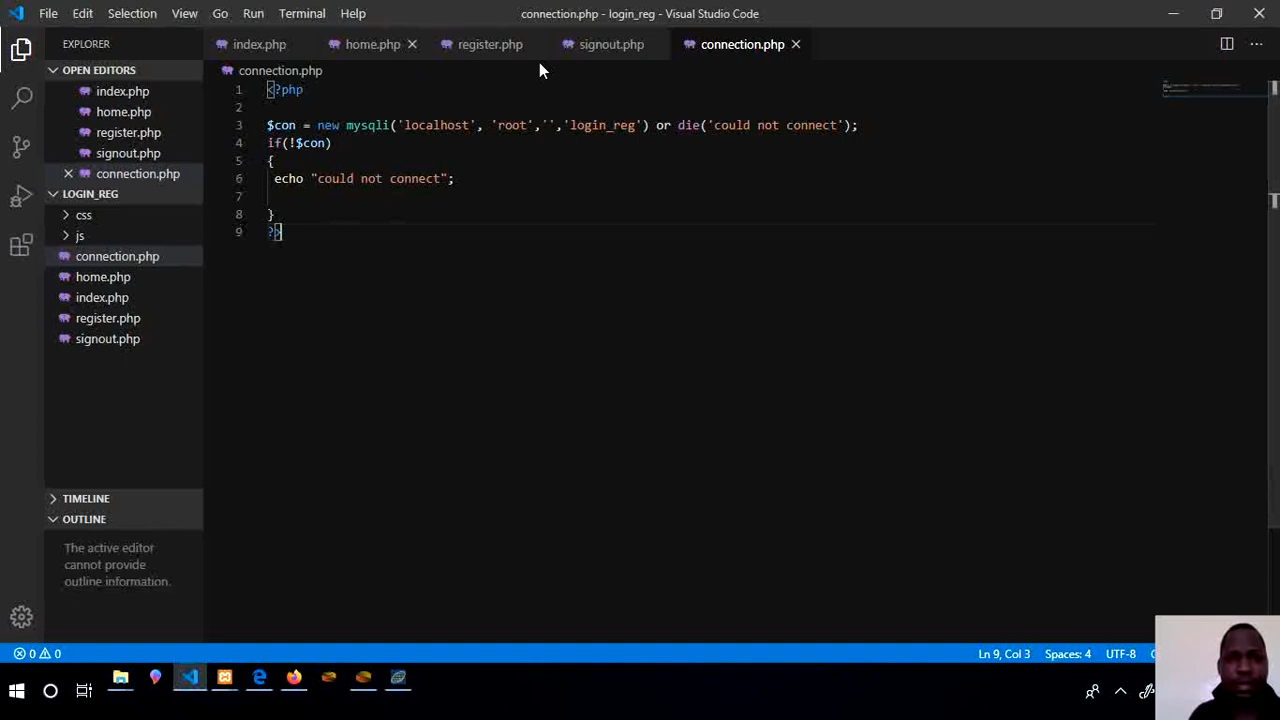 File Edit Selection View Go Run Terminal Help
connection.php - login_reg - Visual Studio Code
EXPLORER
index.php
home.php
register.php
signout.php
connection.php
OPEN EDITORS
index.php
home.php
register.php
signout.php
connection.php
LOGIN_REG
css
js
connection.php
home.php
index.php
register.php
signout.php
TIMELINE
OUTLINE
The active editor
cannot provide
outline information.
connection.php
1 <?php
2
3 $con = new mysqli('localhost', 'root','','login_reg') or die('could not connect');
4 if(!$con)
5 {
6 echo "could not connect";
7
8 }
9 ?>
0 0
Ln 9, Col 3 Spaces: 4 UTF-8